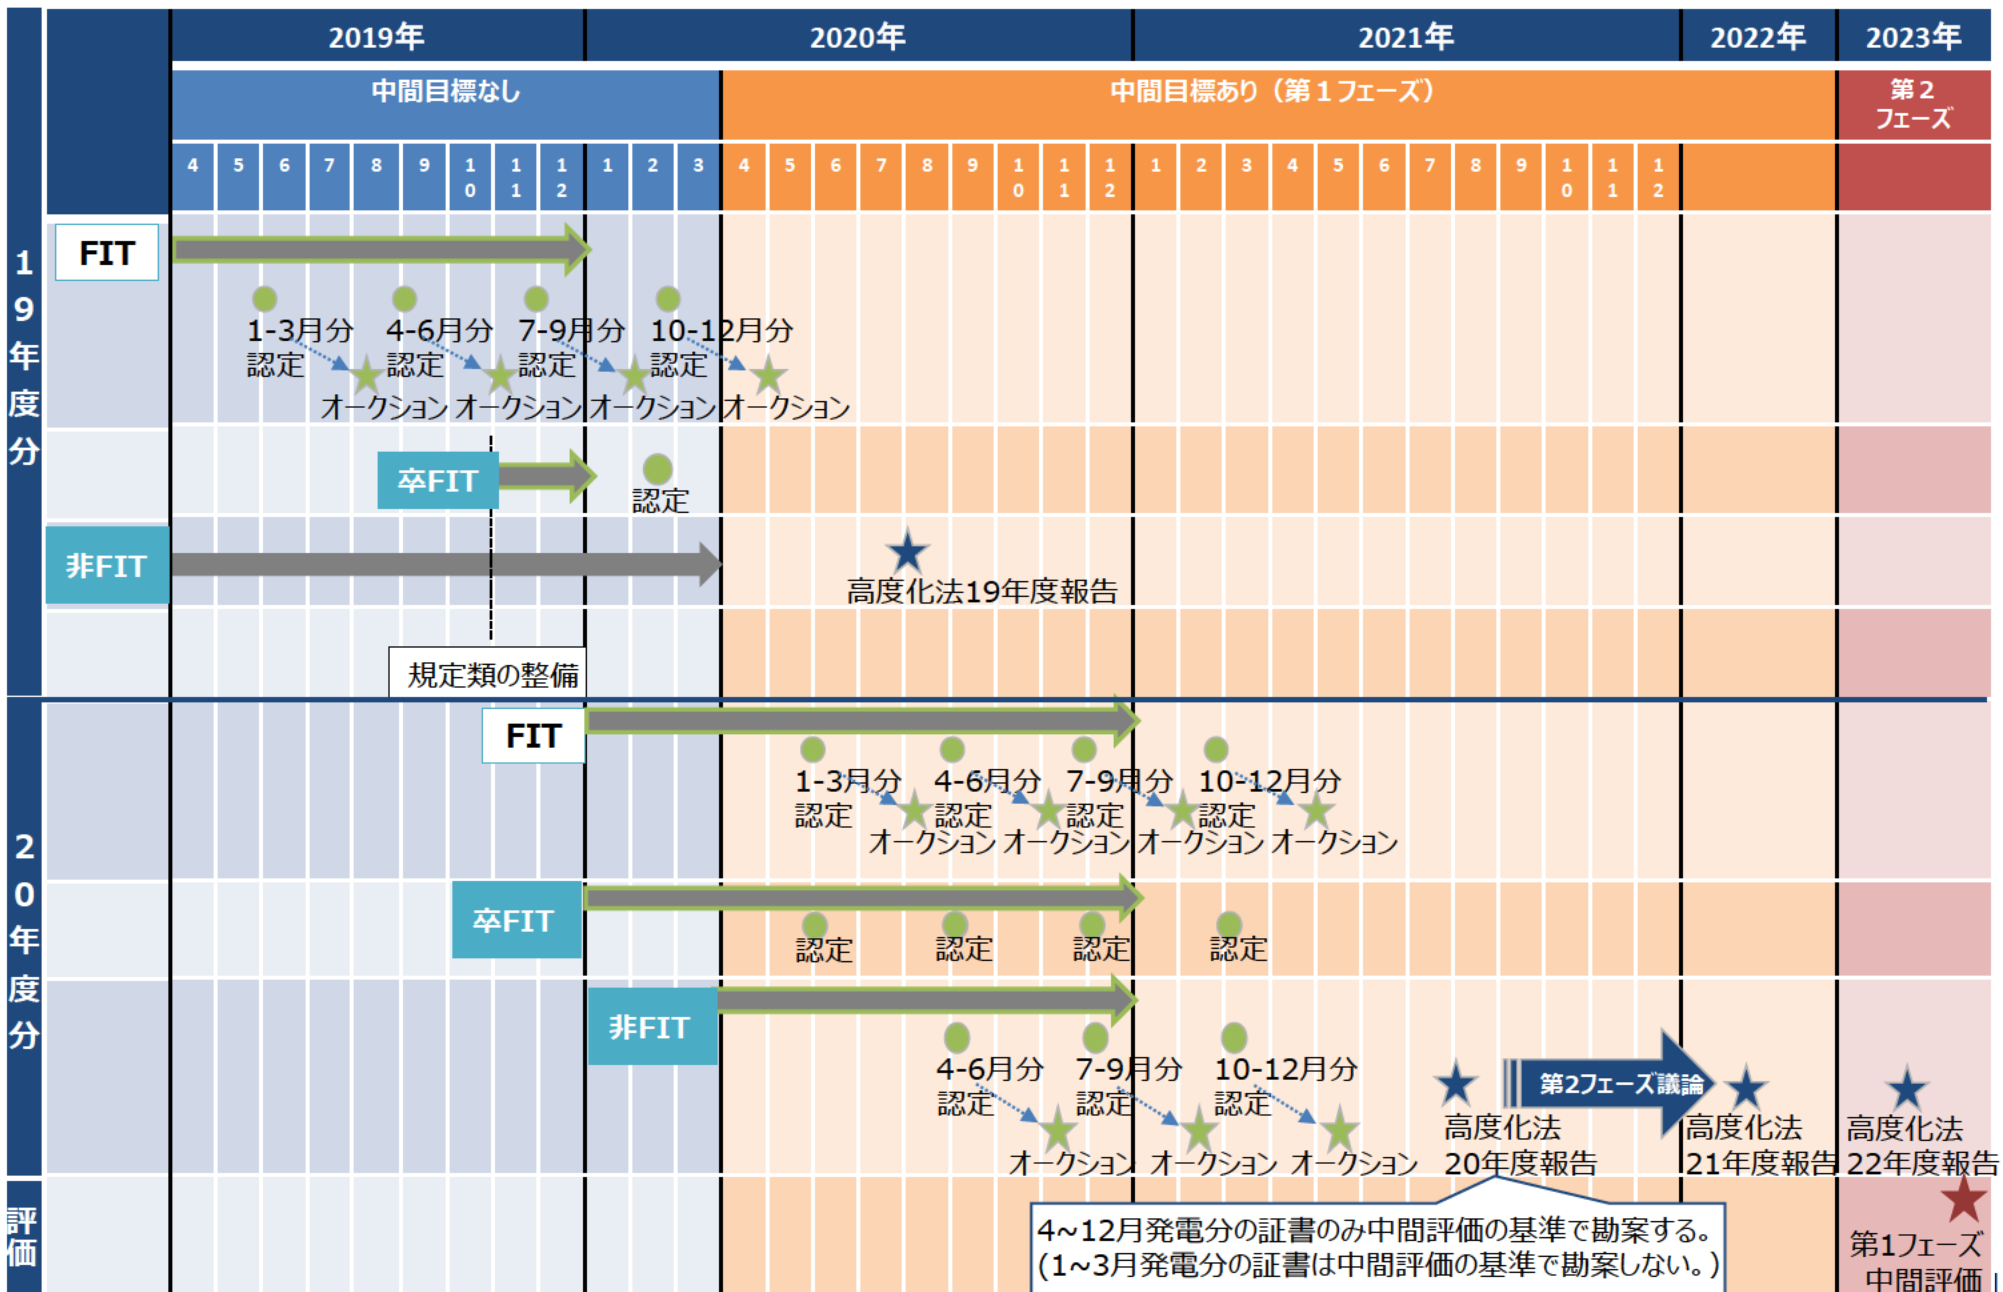 2019年 2020年 2021年 2022年 2023年
中間目標なし 中間目標あり（第１フェーズ） 第２
フェーズ
4 5 6 7 8 9 10 11 12 1 2 3 4 5 6 7 8 9 10 11 12 1 2 3 4 5 6 7 8 9 10 11 12
19年度分
FIT
1-3月分 4-6月分 7-9月分 10-12月分
認定 認定 認定 認定
オークション オークション オークション オークション
卒FIT
認定
非FIT
高度化法19年度報告
規定類の整備
20年度分
FIT
1-3月分 4-6月分 7-9月分 10-12月分
認定 認定 認定 認定
オークション オークション オークション オークション
卒FIT
認定 認定 認定 認定
非FIT
4-6月分 7-9月分 10-12月分
認定 認定 認定
オークション オークション オークション
第2フェーズ議論
高度化法 高度化法 高度化法
20年度報告 21年度報告 22年度報告
評価
4~12月発電分の証書のみ中間評価の基準で勘案する。
(1~3月発電分の証書は中間評価の基準で勘案しない。)
第1フェーズ
中間評価